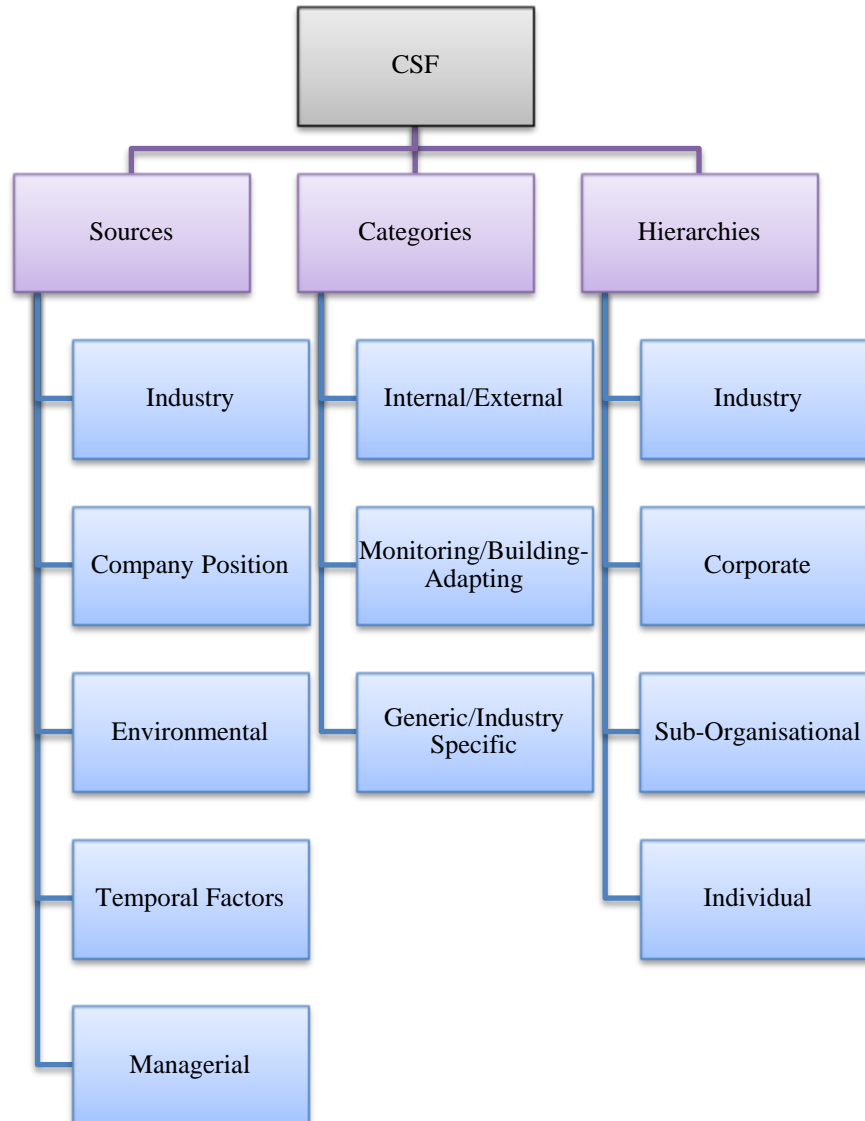 CSF
Sources
Categories
Hierarchies
Industry
Internal/External
Industry
Company Position
Monitoring/Building-
Adapting
Corporate
Environmental
Generic/Industry
Specific
Sub-Organisational
Temporal Factors
Individual
Managerial